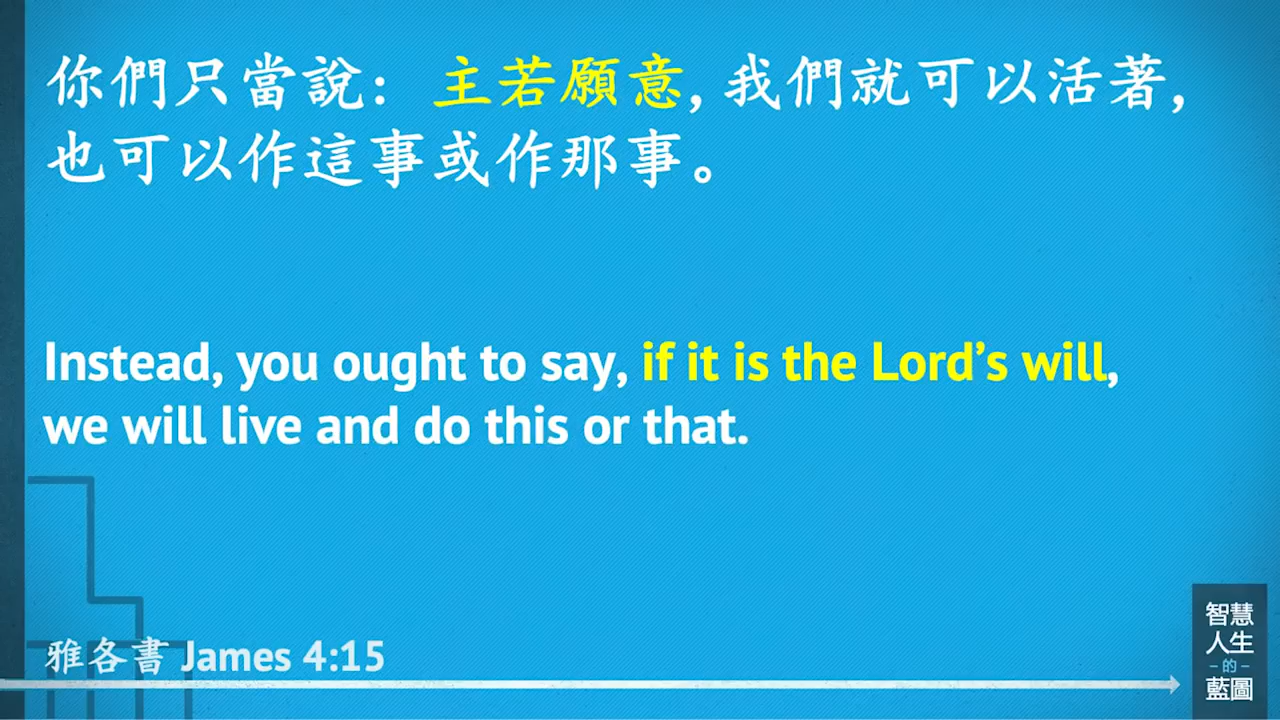 你們只當說： 主若願意, 我們就可以活著,
也可以作這事或作那事。
Instead, you ought to say, if it is the Lord’s will,
we will live and do this or that.
雅各書 James 4:15
智慧
人生
－的－
藍圖